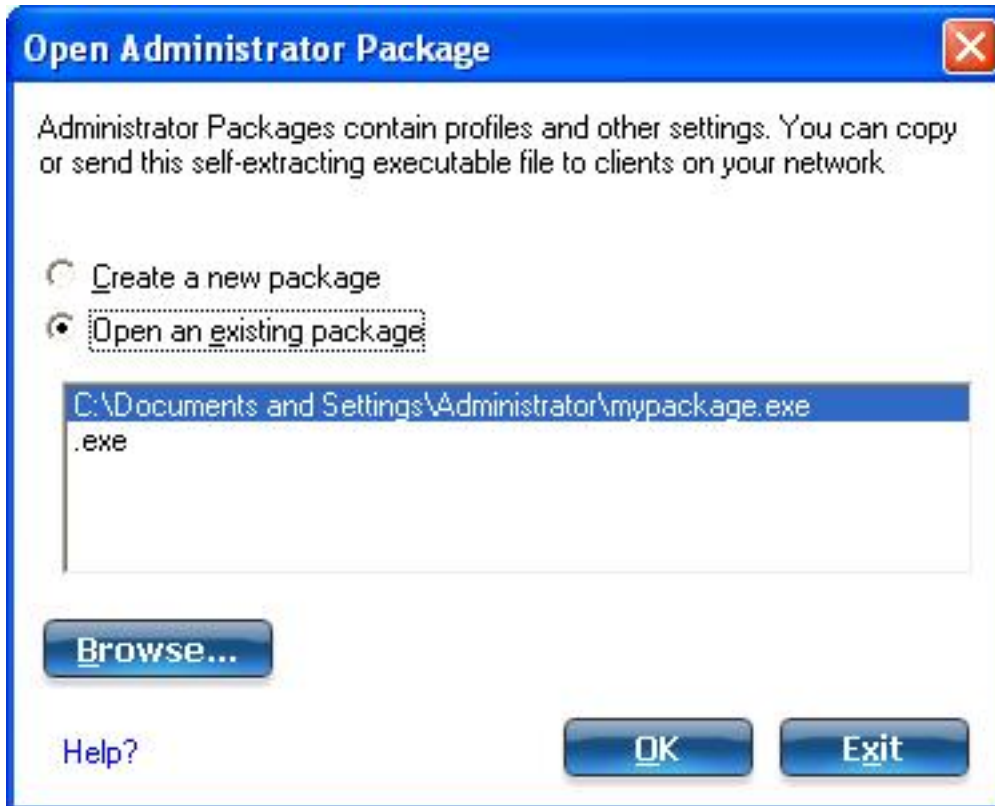 Open Administrator Package
Administrator Packages contain profiles and other settings. You can copy
or send this self-extracting executable file to clients on your network
Create a new package
Open an existing package
C:\Documents and Settings\Administrator\mypackage.exe
.exe
Browse...
Help?
OK
Exit